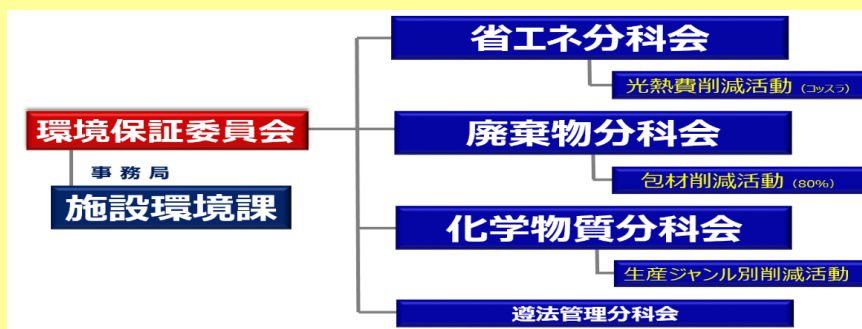 省エネ分科会
光熱費削減活動 (コッスラ)
環境保証委員会
廃棄物分科会
事務局
包材削減活動 (80%)
施設環境課
化学物質分科会
生産ジャンル別削減活動
遵法管理分科会